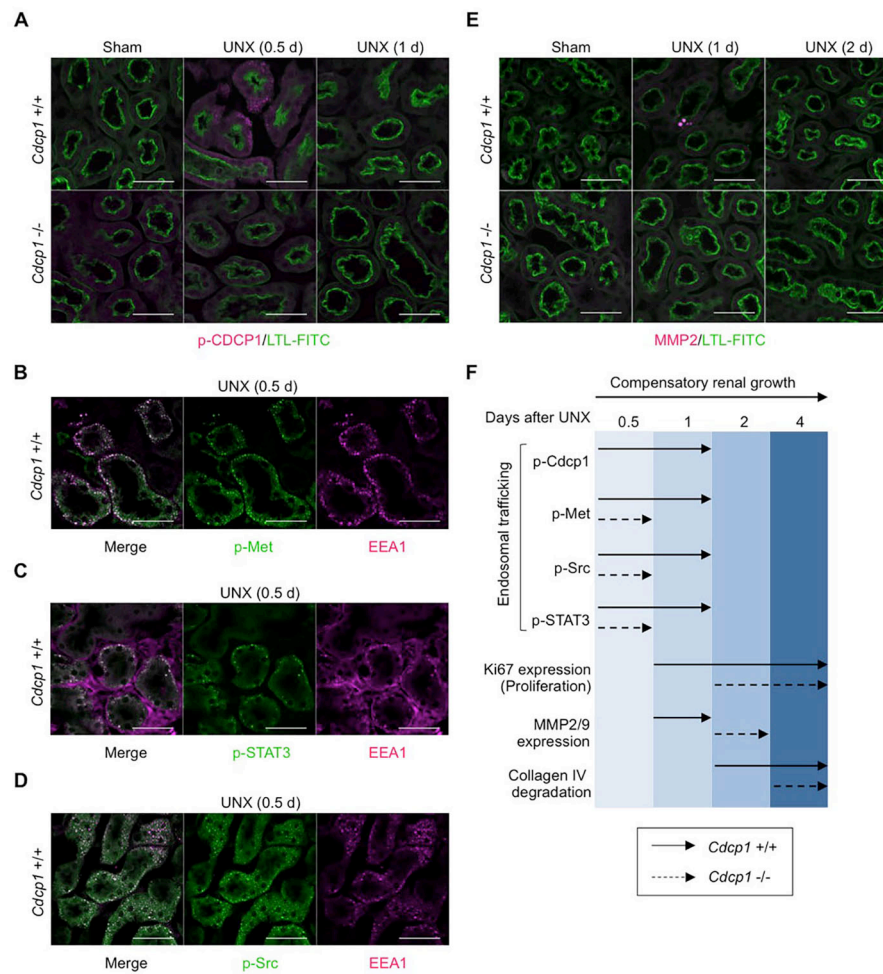 A
Sham
UNX (0.5 d)
UNX (1 d)
Cdcp1 +/+
Cdcp1 -/-
p-CDCP1/LTL-FITC
B
UNX (0.5 d)
Cdcp1 +/+
Merge
p-Met
EEA1
C
UNX (0.5 d)
Cdcp1 +/+
Merge
p-STAT3
EEA1
D
UNX (0.5 d)
Cdcp1 +/+
Merge
p-Src
EEA1
E
Sham
UNX (1 d)
UNX (2 d)
Cdcp1 +/+
Cdcp1 -/-
MMP2/LTL-FITC
F
Compensatory renal growth
Days after UNX
0.5
1
2
4
Endosomal trafficking
p-Cdcp1
p-Met
p-Src
p-STAT3
Ki67 expression
(Proliferation)
MMP2/9
expression
Collagen IV
degradation
Cdcp1 +/+
Cdcp1 -/-